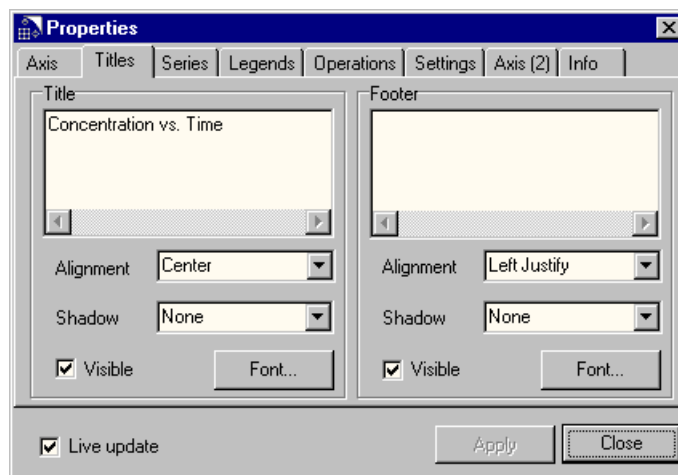 Properties
Axis Titles Series Legends Operations Settings Axis (2) Info
Title
Concentration vs. Time
Alignment Center
Shadow None
Visible Font...
Footer
Alignment Left Justify
Shadow None
Visible Font...
Live update Apply Close